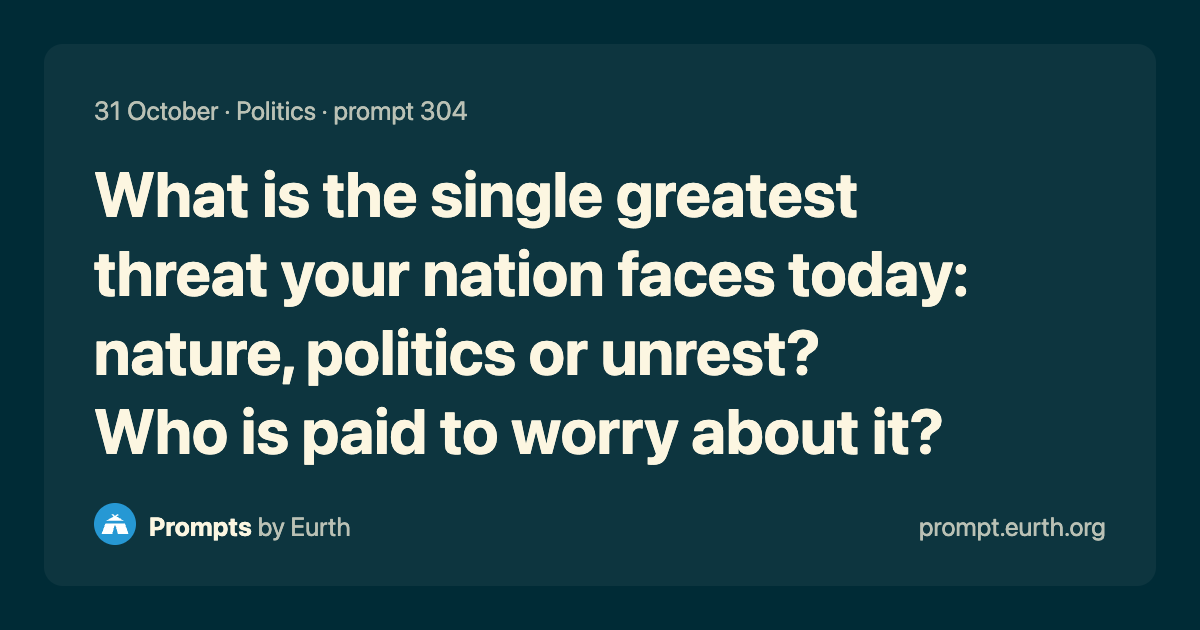 31 October · Politics · prompt 304
What is the single greatest
threat your nation faces today:
nature, politics or unrest?
Who is paid to worry about it?
Prompts by Eurth
prompt.eurth.org